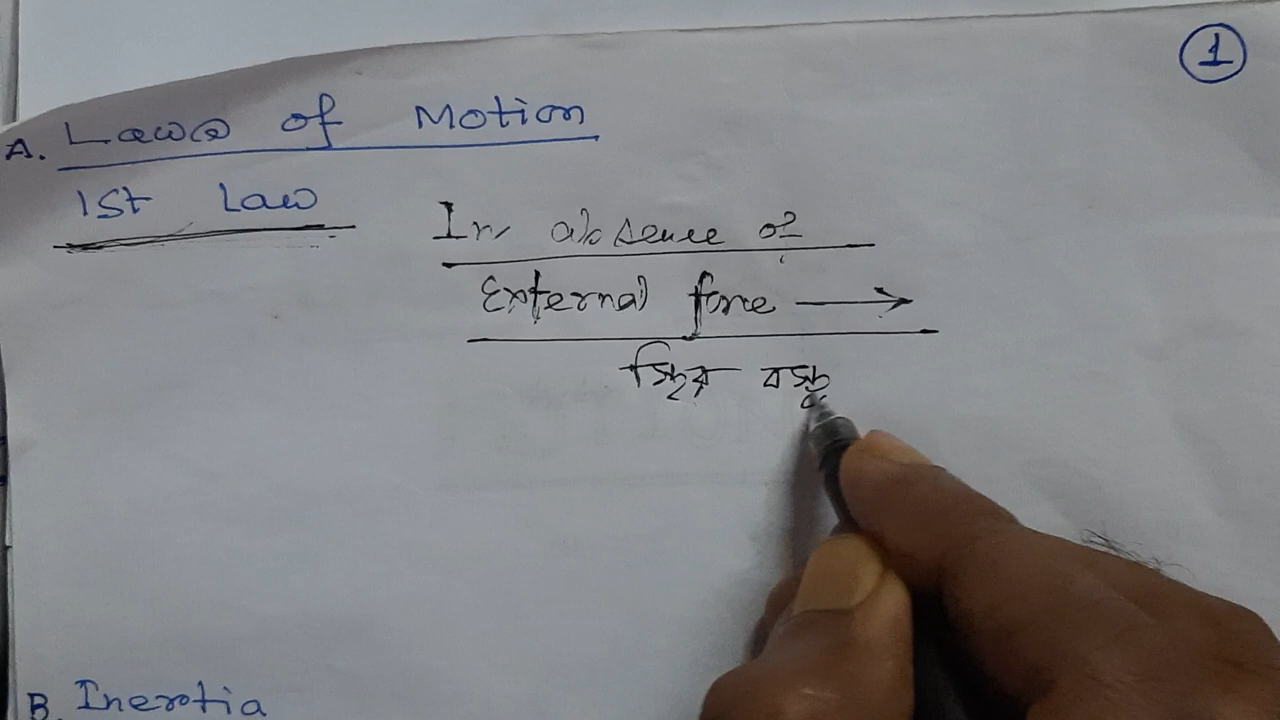 1
A. Laws of Motion
1st Law
In absence of
External force →
স্থির বস্তু
B. Inertia